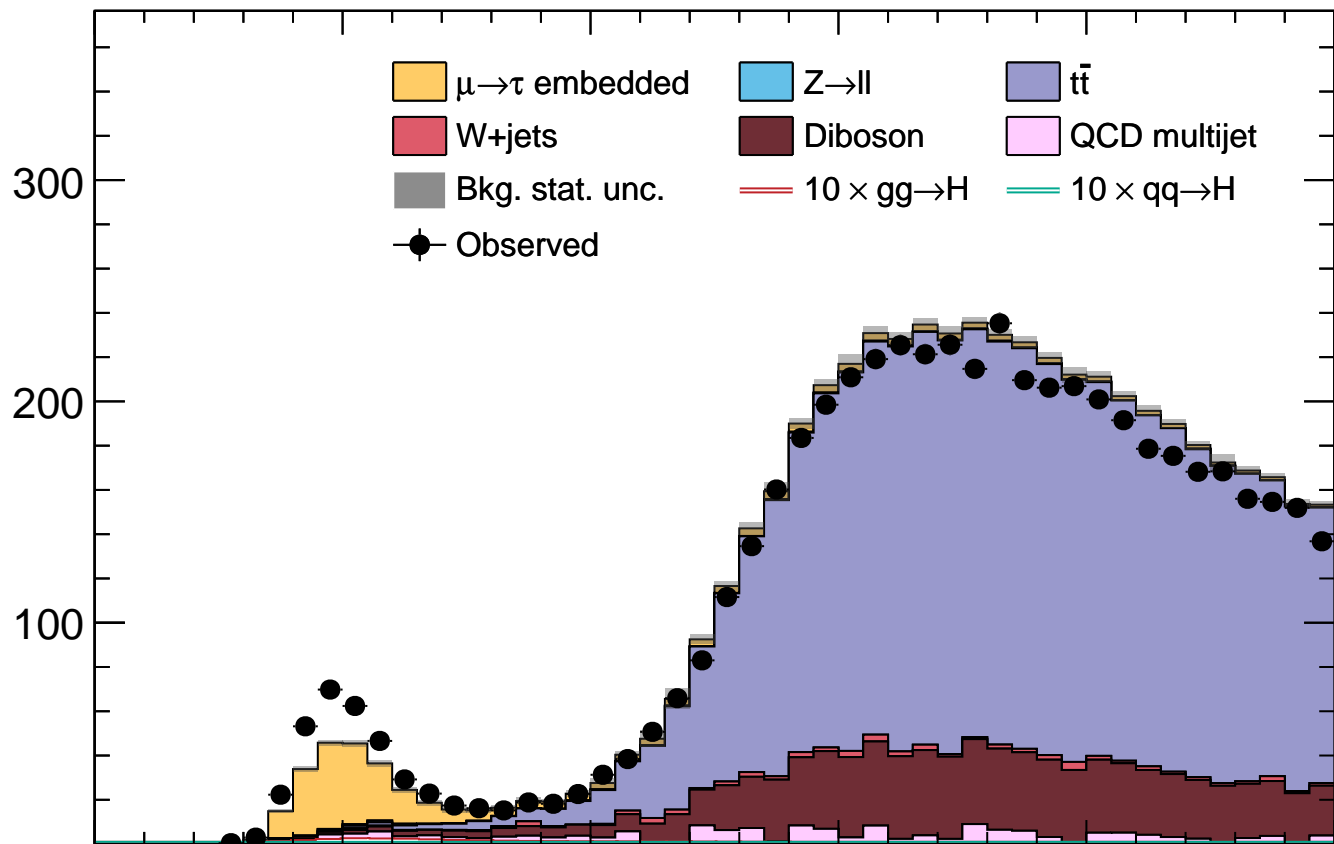 μ→τ embedded Z→ll tt̄
W+jets Diboson QCD multijet
Bkg. stat. unc. 10 × gg→H 10 × qq→H
Observed
300
200
100